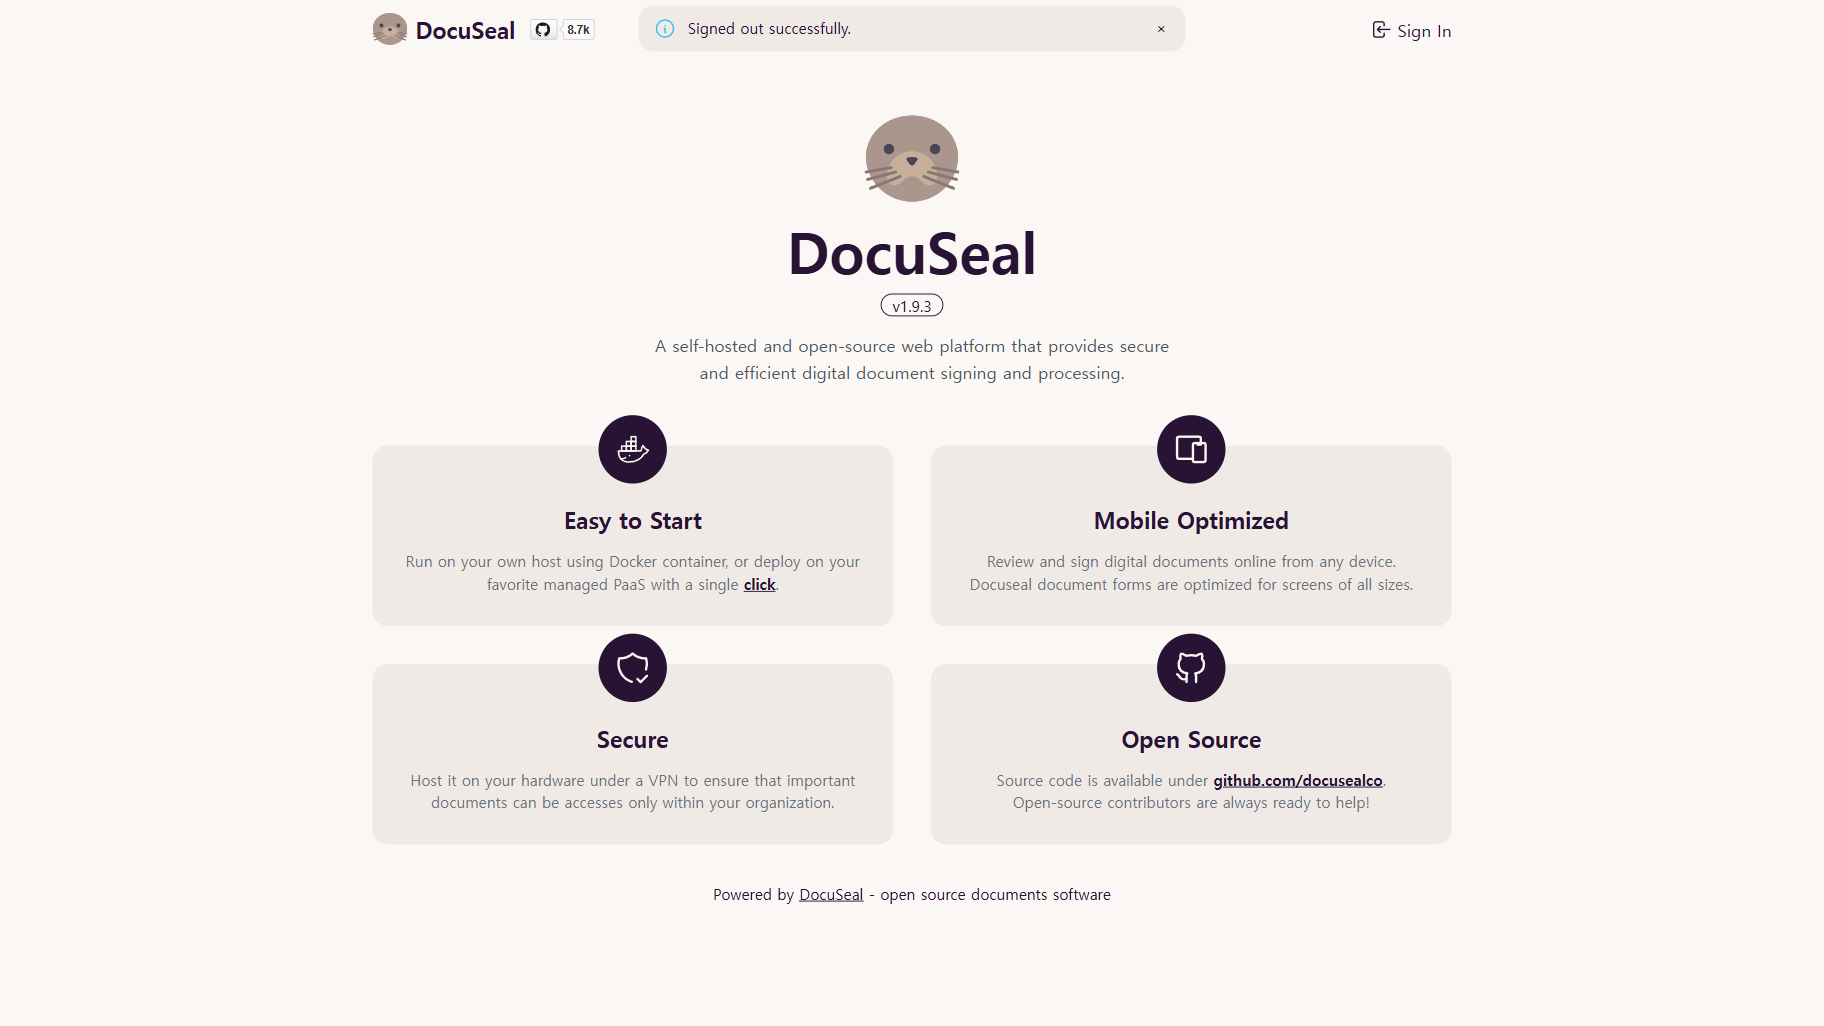 DocuSeal
8.7k
Signed out successfully.
×
Sign In
DocuSeal
v1.9.3
A self-hosted and open-source web platform that provides secure
and efficient digital document signing and processing.
Easy to Start
Run on your own host using Docker container, or deploy on your
favorite managed PaaS with a single click.
Mobile Optimized
Review and sign digital documents online from any device.
Docuseal document forms are optimized for screens of all sizes.
Secure
Host it on your hardware under a VPN to ensure that important
documents can be accesses only within your organization.
Open Source
Source code is available under github.com/docusealco.
Open-source contributors are always ready to help!
Powered by DocuSeal - open source documents software